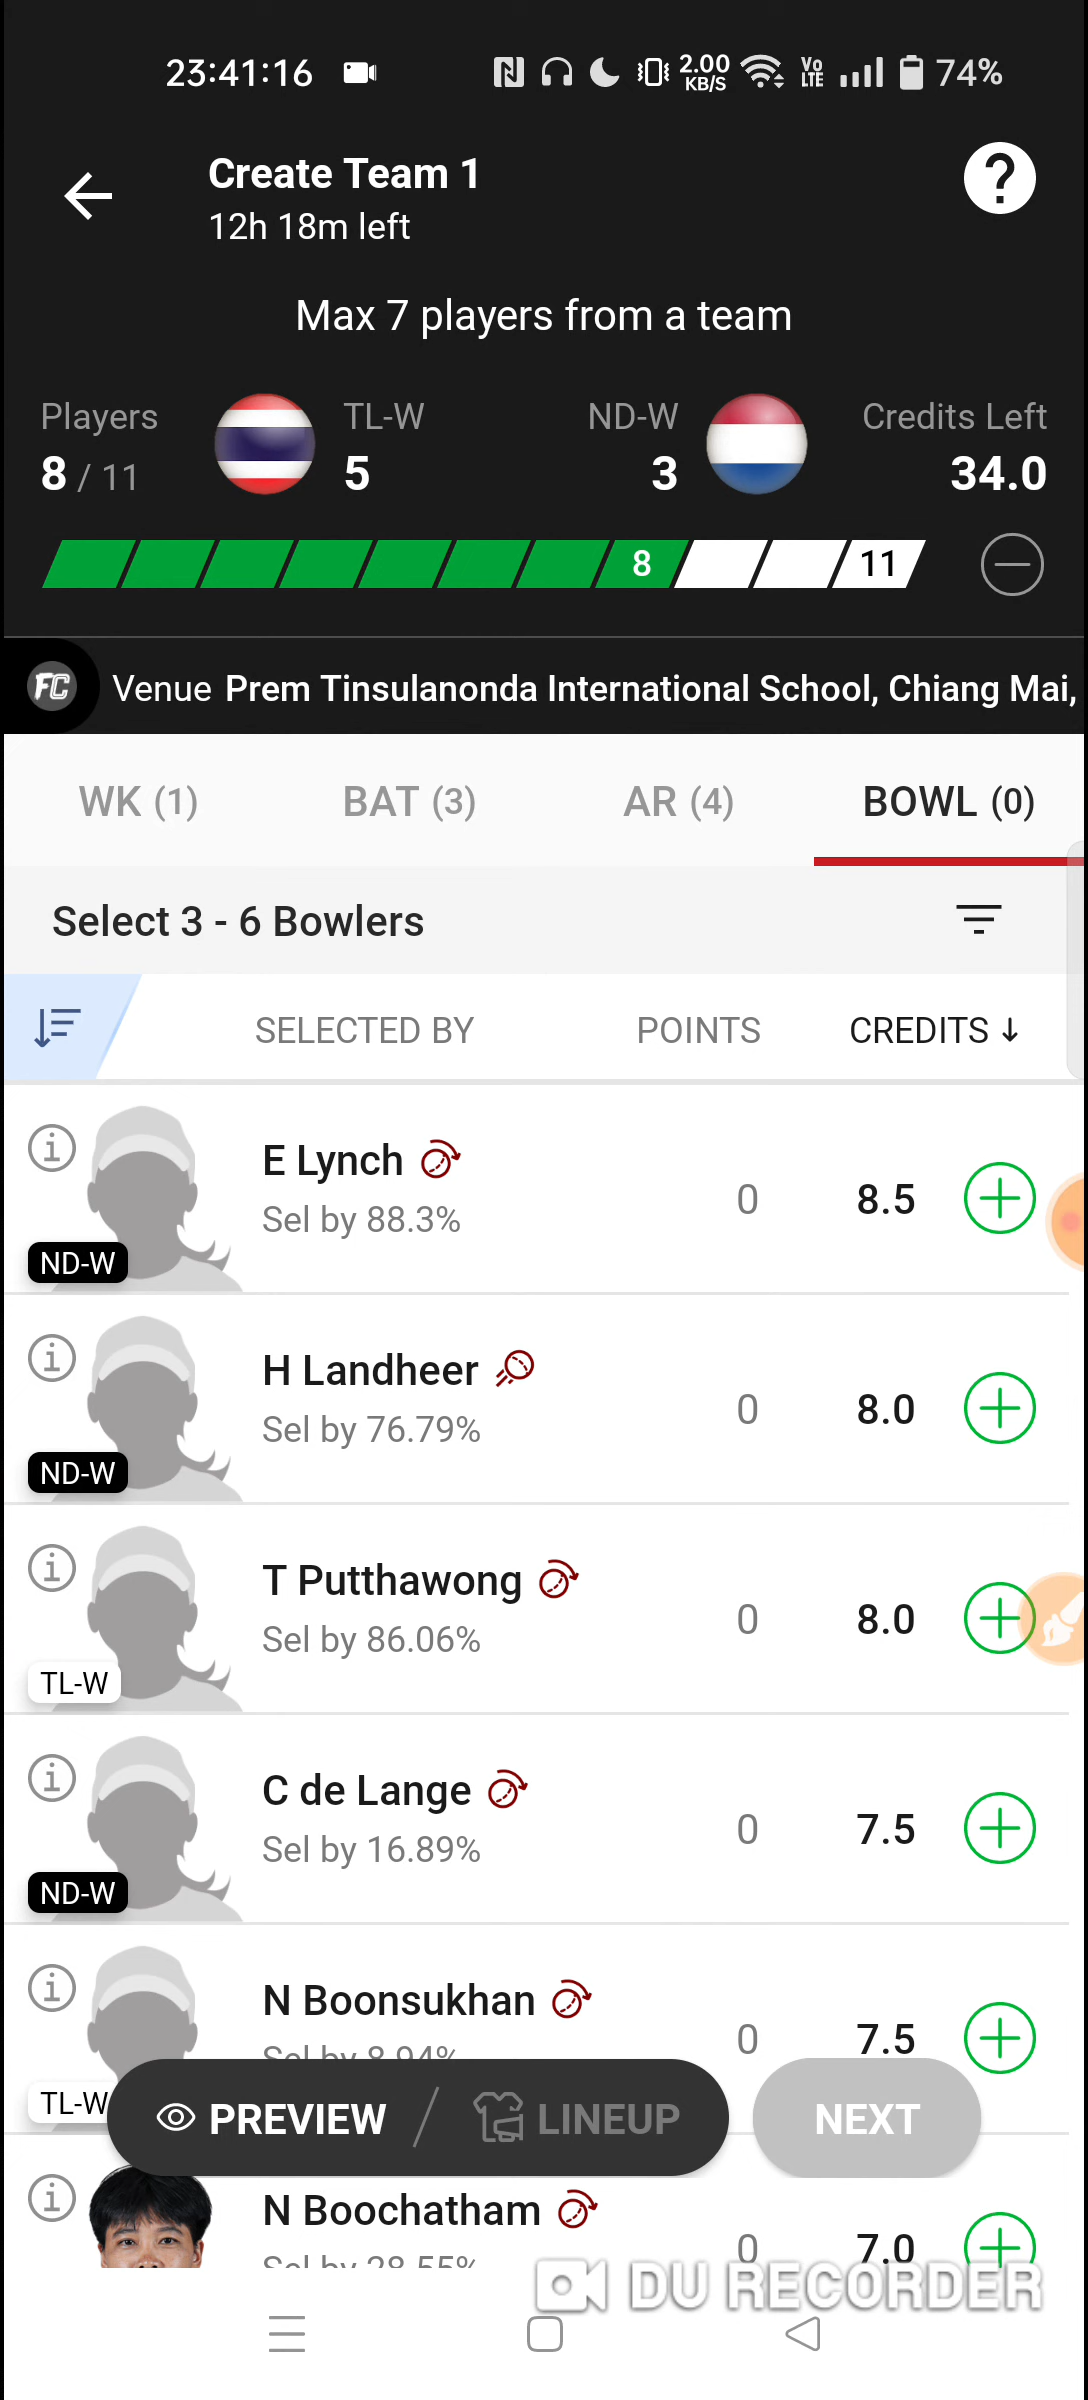 23:41:16 2.00 KB/S Vo LTE 74%
Create Team 1
12h 18m left
?
Max 7 players from a team
Players TL-W ND-W Credits Left
8 / 11 5 3 34.0
8 11
FC Venue Prem Tinsulanonda International School, Chiang Mai,
WK (1) BAT (3) AR (4) BOWL (0)
Select 3 - 6 Bowlers
SELECTED BY POINTS CREDITS ↓
E Lynch
Sel by 88.3% 0 8.5
ND-W
H Landheer
Sel by 76.79% 0 8.0
ND-W
T Putthawong
Sel by 86.06% 0 8.0
TL-W
C de Lange
Sel by 16.89% 0 7.5
ND-W
N Boonsukhan
Sel by 8.94% 0 7.5
TL-W
PREVIEW LINEUP NEXT
N Boochatham
Sel by 28.55% 0 7.0
DU RECORDER